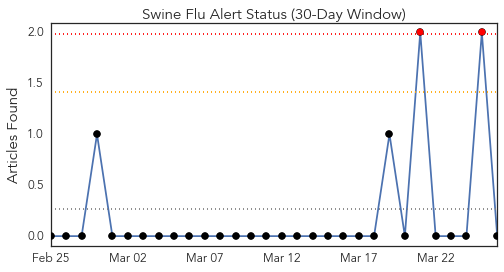 Swine Flu Alert Status (30-Day Window)
Articles Found
2.0
1.5
1.0
0.5
0.0
Feb 25
Mar 02
Mar 07
Mar 12
Mar 17
Mar 22